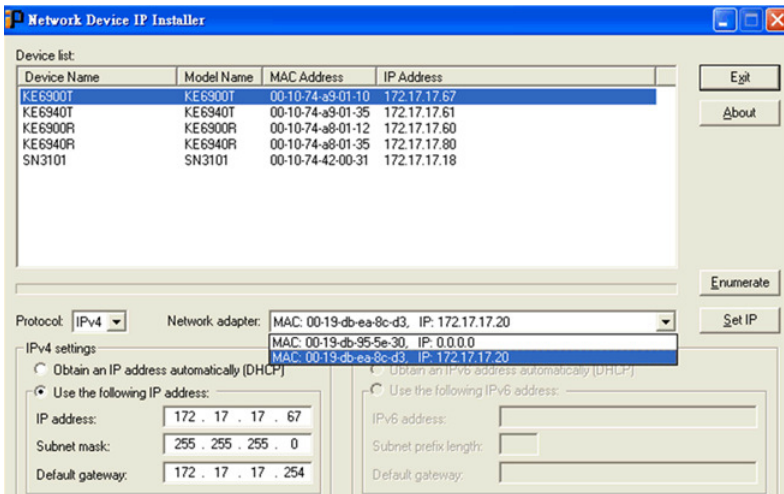 Network Device IP Installer
Device list:
Device Name Model Name MAC Address IP Address
KE6900T KE6900T 00-10-74-a9-01-10 172.17.17.67
KE6940T KE6940T 00-10-74-a9-01-35 172.17.17.61
KE6900R KE6900R 00-10-74-a8-01-12 172.17.17.60
KE6940R KE6940R 00-10-74-a8-01-35 172.17.17.80
SN3101 SN3101 00-10-74-42-00-31 172.17.17.18
Exit
About
Enumerate
Set IP
Protocol: IPv4 Network adapter: MAC: 00-19-db-ea-8c-d3, IP: 172.17.17.20
MAC: 00-19-db-95-5e-30, IP: 0.0.0.0
MAC: 00-19-db-ea-8c-d3, IP: 172.17.17.20
IPv4 settings
Obtain an IP address automatically (DHCP)
Use the following IP address:
IP address: 172 . 17 . 17 . 67
Subnet mask: 255 . 255 . 255 . 0
Default gateway: 172 . 17 . 17 . 254
Obtain an IPv6 address automatically (DHCP)
Use the following IPv6 address:
IPv6 address:
Subnet prefix length:
Default gateway: